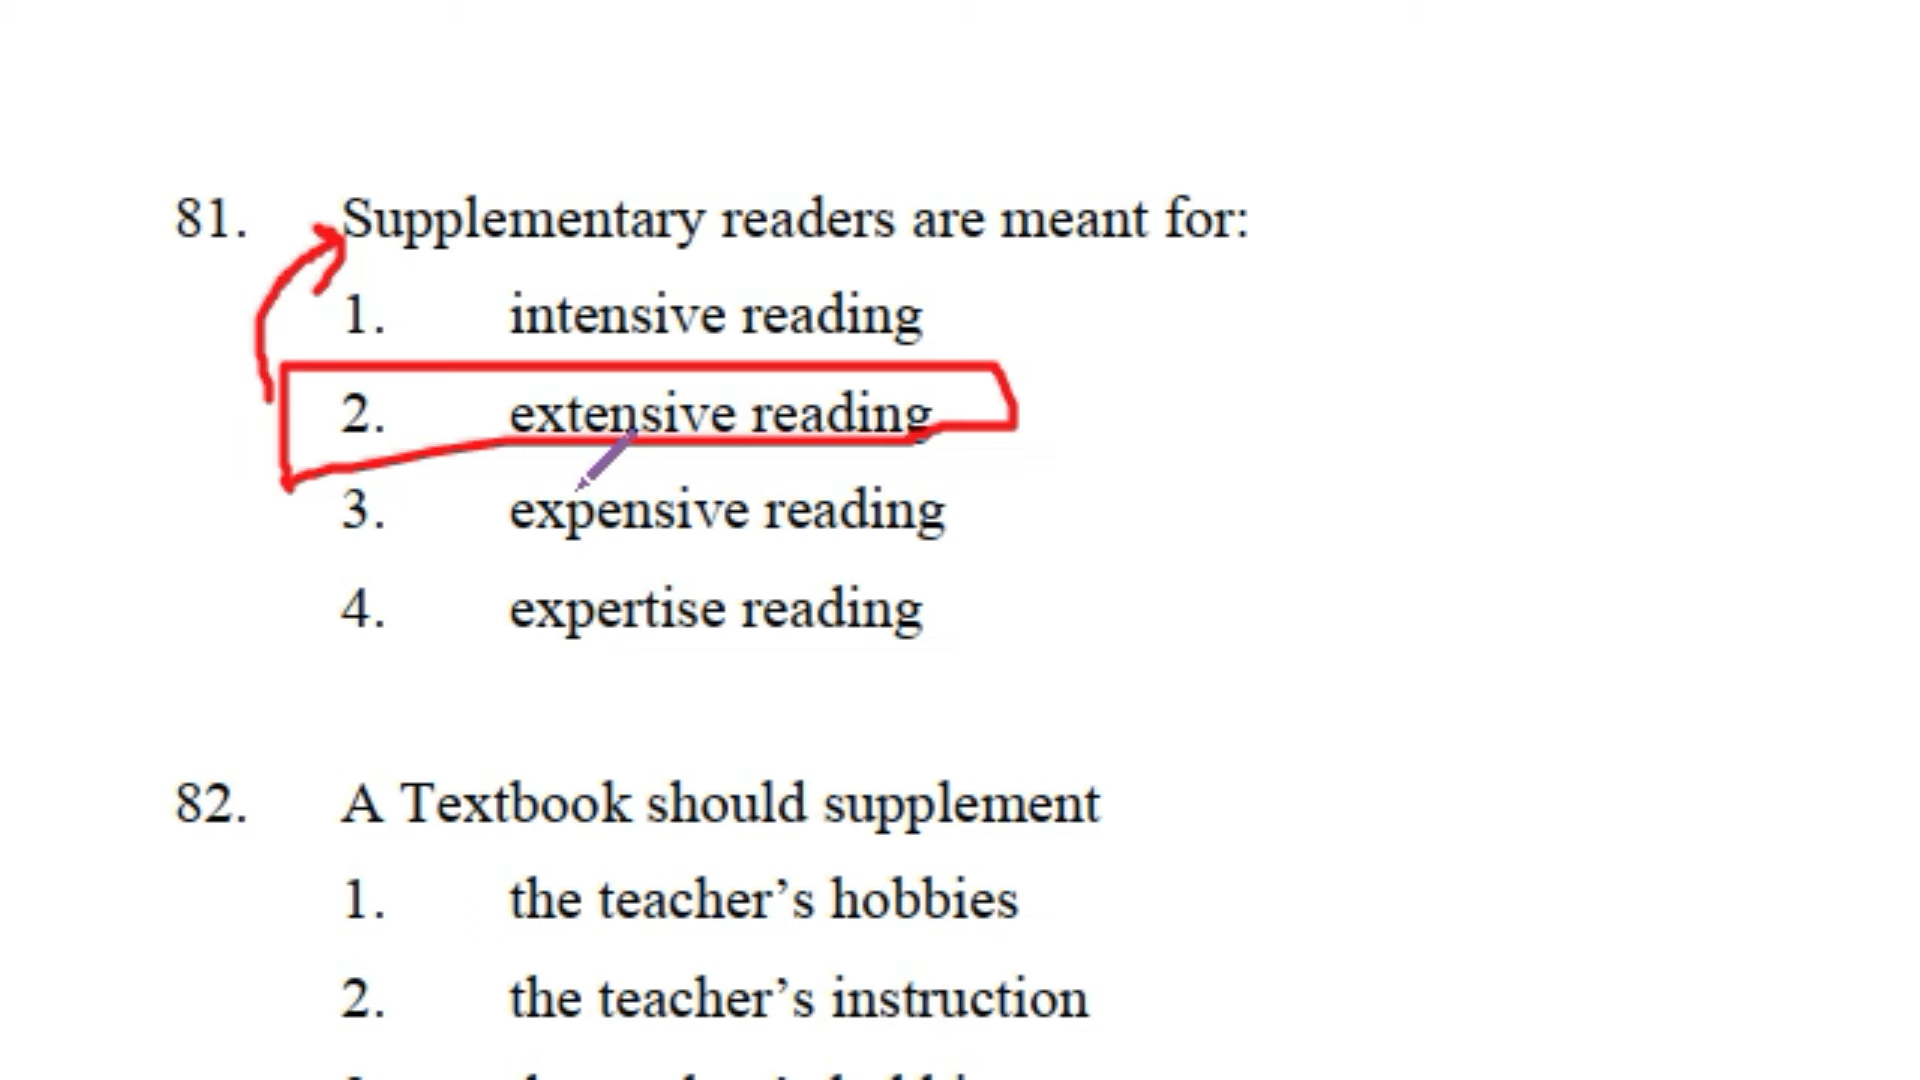 81. Supplementary readers are meant for:
1. intensive reading
2. extensive reading
3. expensive reading
4. expertise reading
82. A Textbook should supplement
1. the teacher’s hobbies
2. the teacher’s instruction